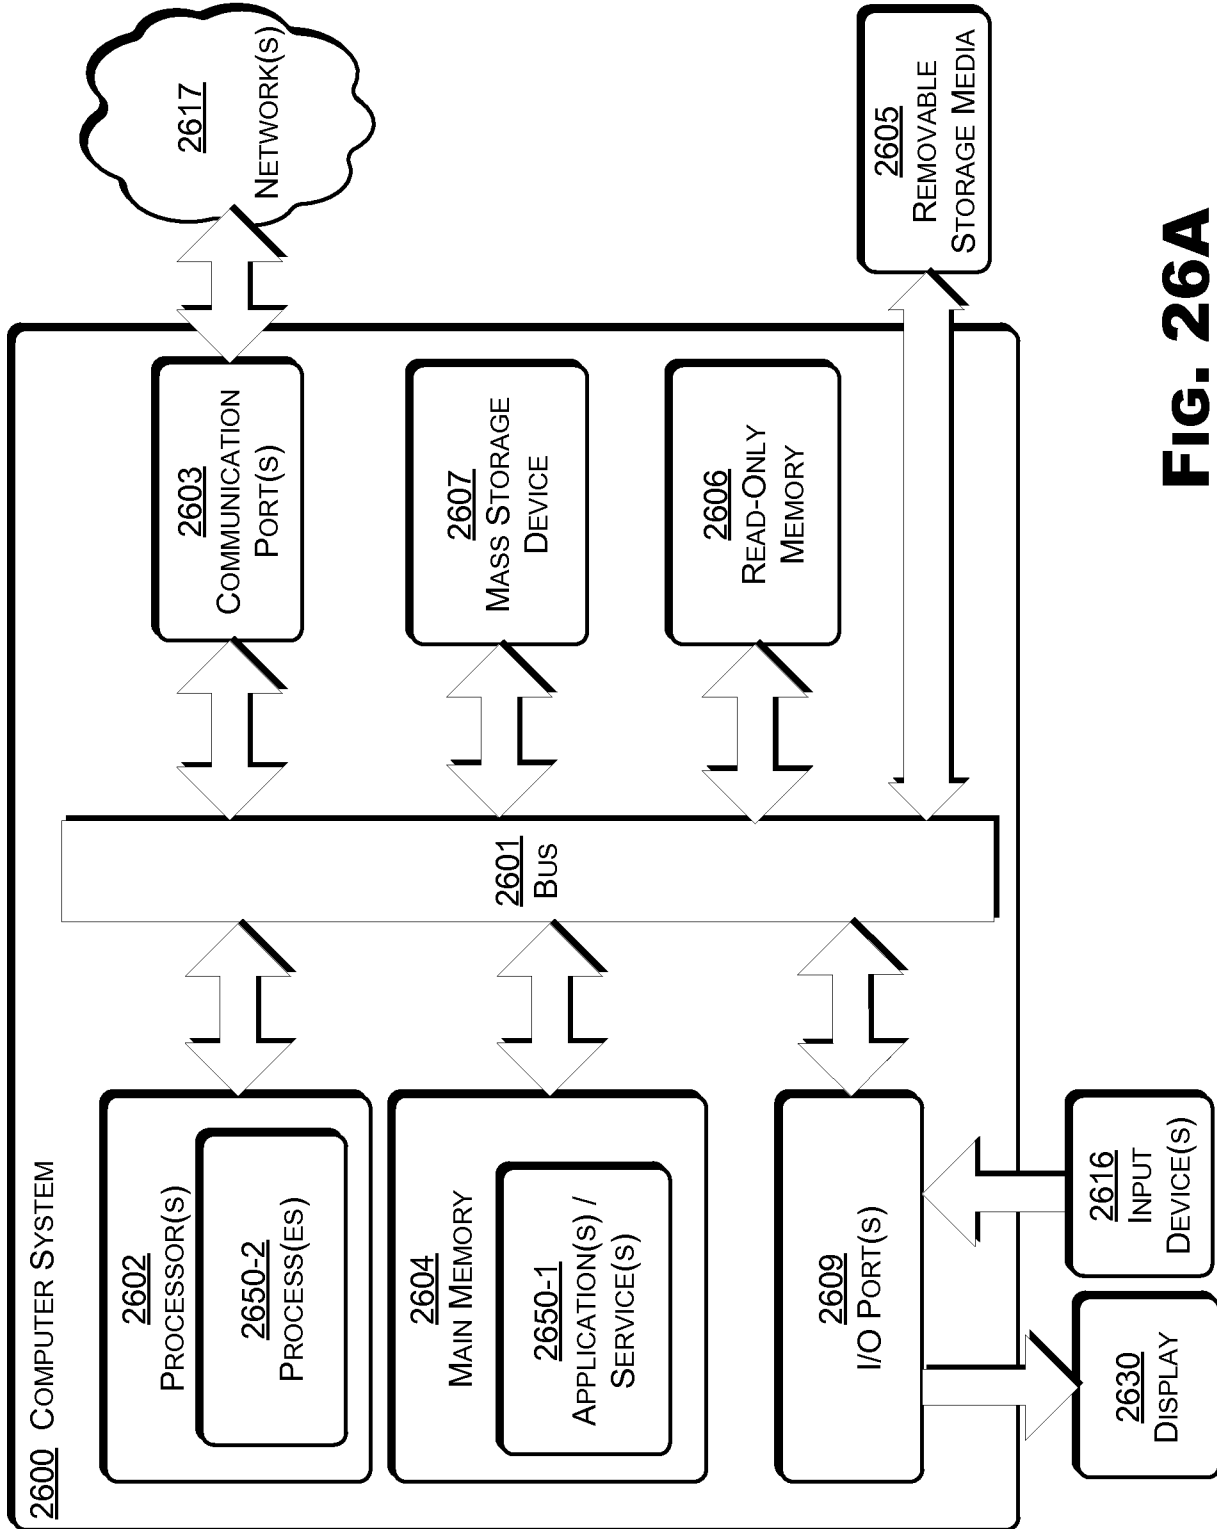 2600 COMPUTER SYSTEM
2602
PROCESSOR(S)
2650-2
PROCESS(ES)
2604
MAIN MEMORY
2650-1
APPLICATION(S) /
SERVICE(S)
2609
I/O PORT(S)
2630
DISPLAY
2616
INPUT
DEVICE(S)
2601
BUS
2603
COMMUNICATION
PORT(S)
2607
MASS STORAGE
DEVICE
2606
READ-ONLY
MEMORY
2617
NETWORK(S)
2605
REMOVABLE
STORAGE MEDIA
FIG. 26A